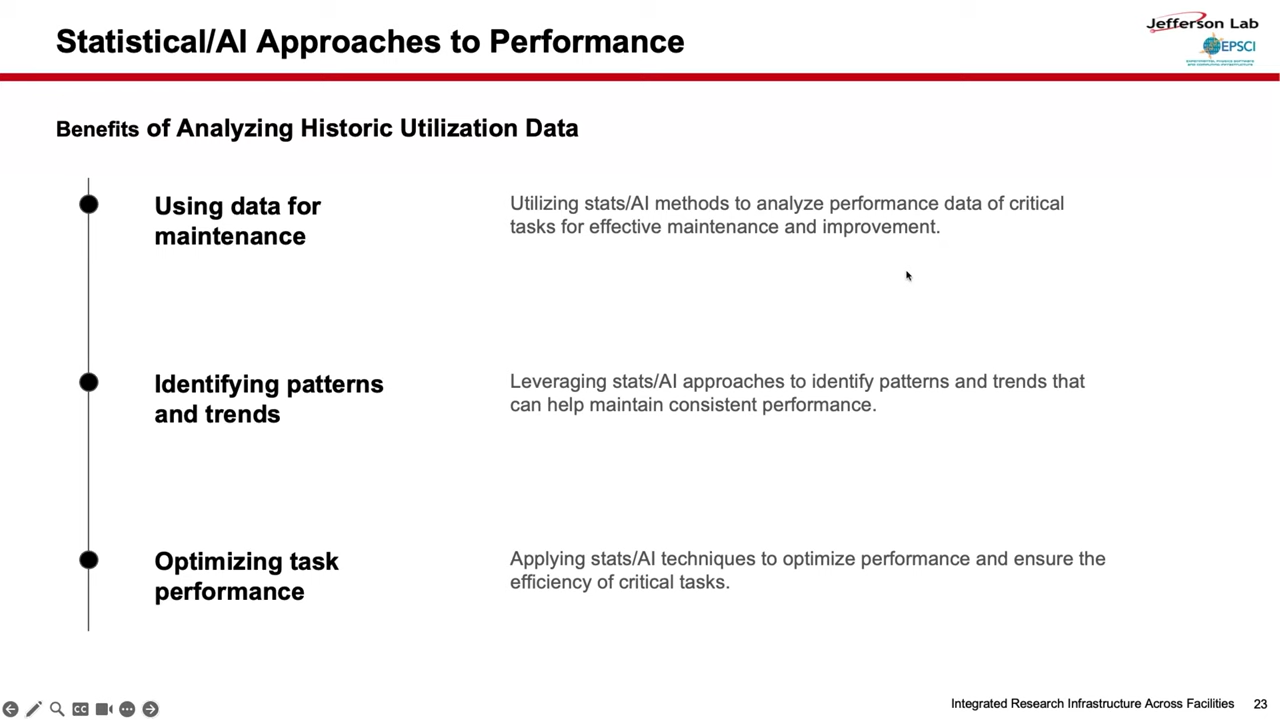 Statistical/AI Approaches to Performance
Jefferson Lab
EPSCI
Benefits of Analyzing Historic Utilization Data
Using data for
maintenance
Utilizing stats/AI methods to analyze performance data of critical
tasks for effective maintenance and improvement.
Identifying patterns
and trends
Leveraging stats/AI approaches to identify patterns and trends that
can help maintain consistent performance.
Optimizing task
performance
Applying stats/AI techniques to optimize performance and ensure the
efficiency of critical tasks.
CC
Integrated Research Infrastructure Across Facilities 23